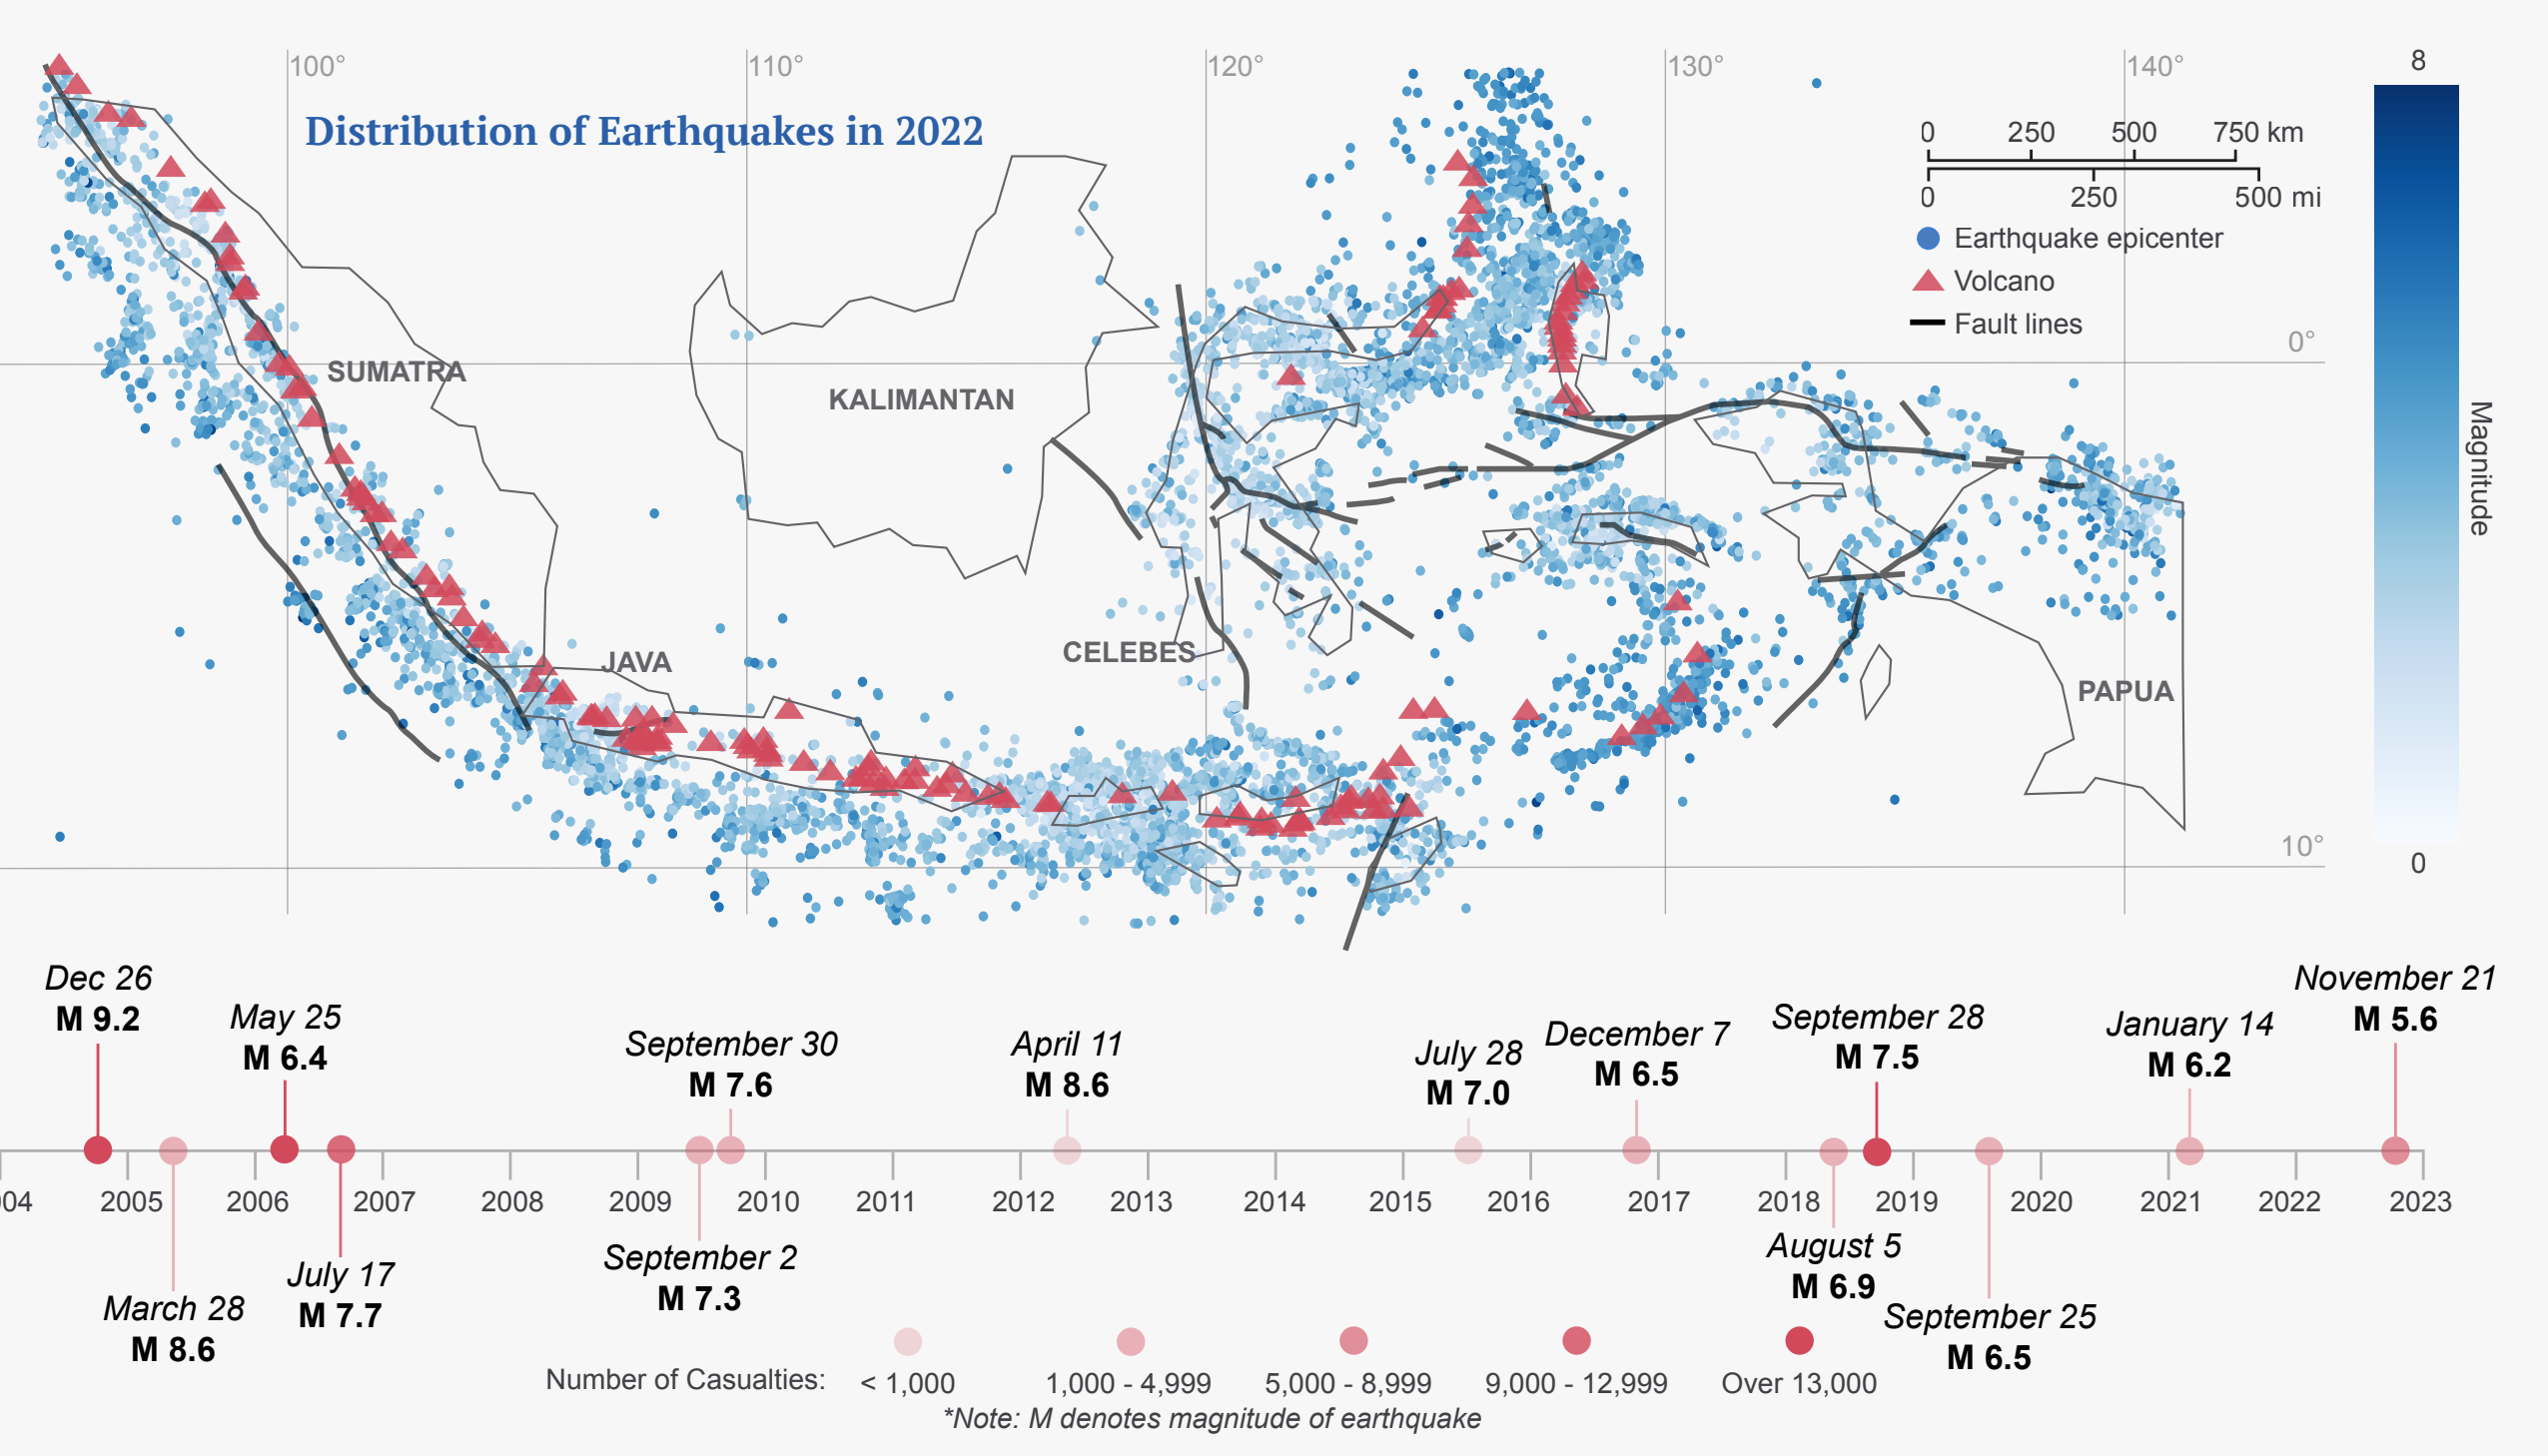 100°
110°
120°
130°
140°
8
Distribution of Earthquakes in 2022
0 250 500 750 km
0 250 500 mi
Earthquake epicenter
Volcano
Fault lines
0°
SUMATRA
KALIMANTAN
Magnitude
CELEBES
JAVA
PAPUA
10°
0
Dec 26
M 9.2
May 25
M 6.4
September 30
M 7.6
April 11
M 8.6
July 28
M 7.0
December 7
M 6.5
September 28
M 7.5
January 14
M 6.2
November 21
M 5.6
04 2005 2006 2007 2008 2009 2010 2011 2012 2013 2014 2015 2016 2017 2018 2019 2020 2021 2022 2023
March 28
M 8.6
July 17
M 7.7
September 2
M 7.3
August 5
M 6.9
September 25
M 6.5
Number of Casualties: < 1,000 1,000 - 4,999 5,000 - 8,999 9,000 - 12,999 Over 13,000
*Note: M denotes magnitude of earthquake